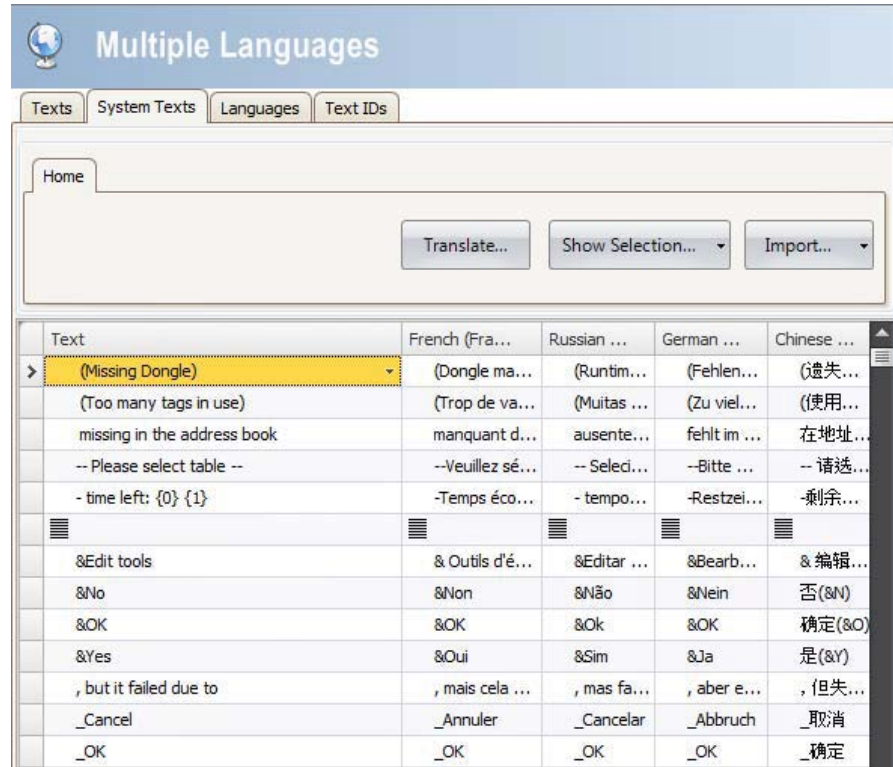 Multiple Languages
Texts System Texts Languages Text IDs
Home
Translate... Show Selection... Import...
Text French (Fra... Russian ... German ... Chinese ...
(Missing Dongle) (Dongle ma... (Runtim... (Fehlen... (遗失...
(Too many tags in use) (Trop de va... (Muitas ... (Zu viel... (使用...
missing in the address book manquant d... ausente... fehlt im ... 在地址...
-- Please select table -- --Veuillez sé... -- Seleci... --Bitte ... -- 请选...
- time left: {0} {1} -Temps éco... - tempo... -Restzei... -剩余...
&Edit tools & Outils d'é... &Editar ... &Bearb... & 编辑...
&No &Non &Não &Nein 否(&N)
&OK &OK &Ok &OK 确定(&O)
&Yes &Oui &Sim &Ja 是(&Y)
, but it failed due to , mais cela ... , mas fa... , aber e... , 但失...
_Cancel _Annuler _Cancelar _Abbruch _取消
_OK _OK _OK _OK _确定